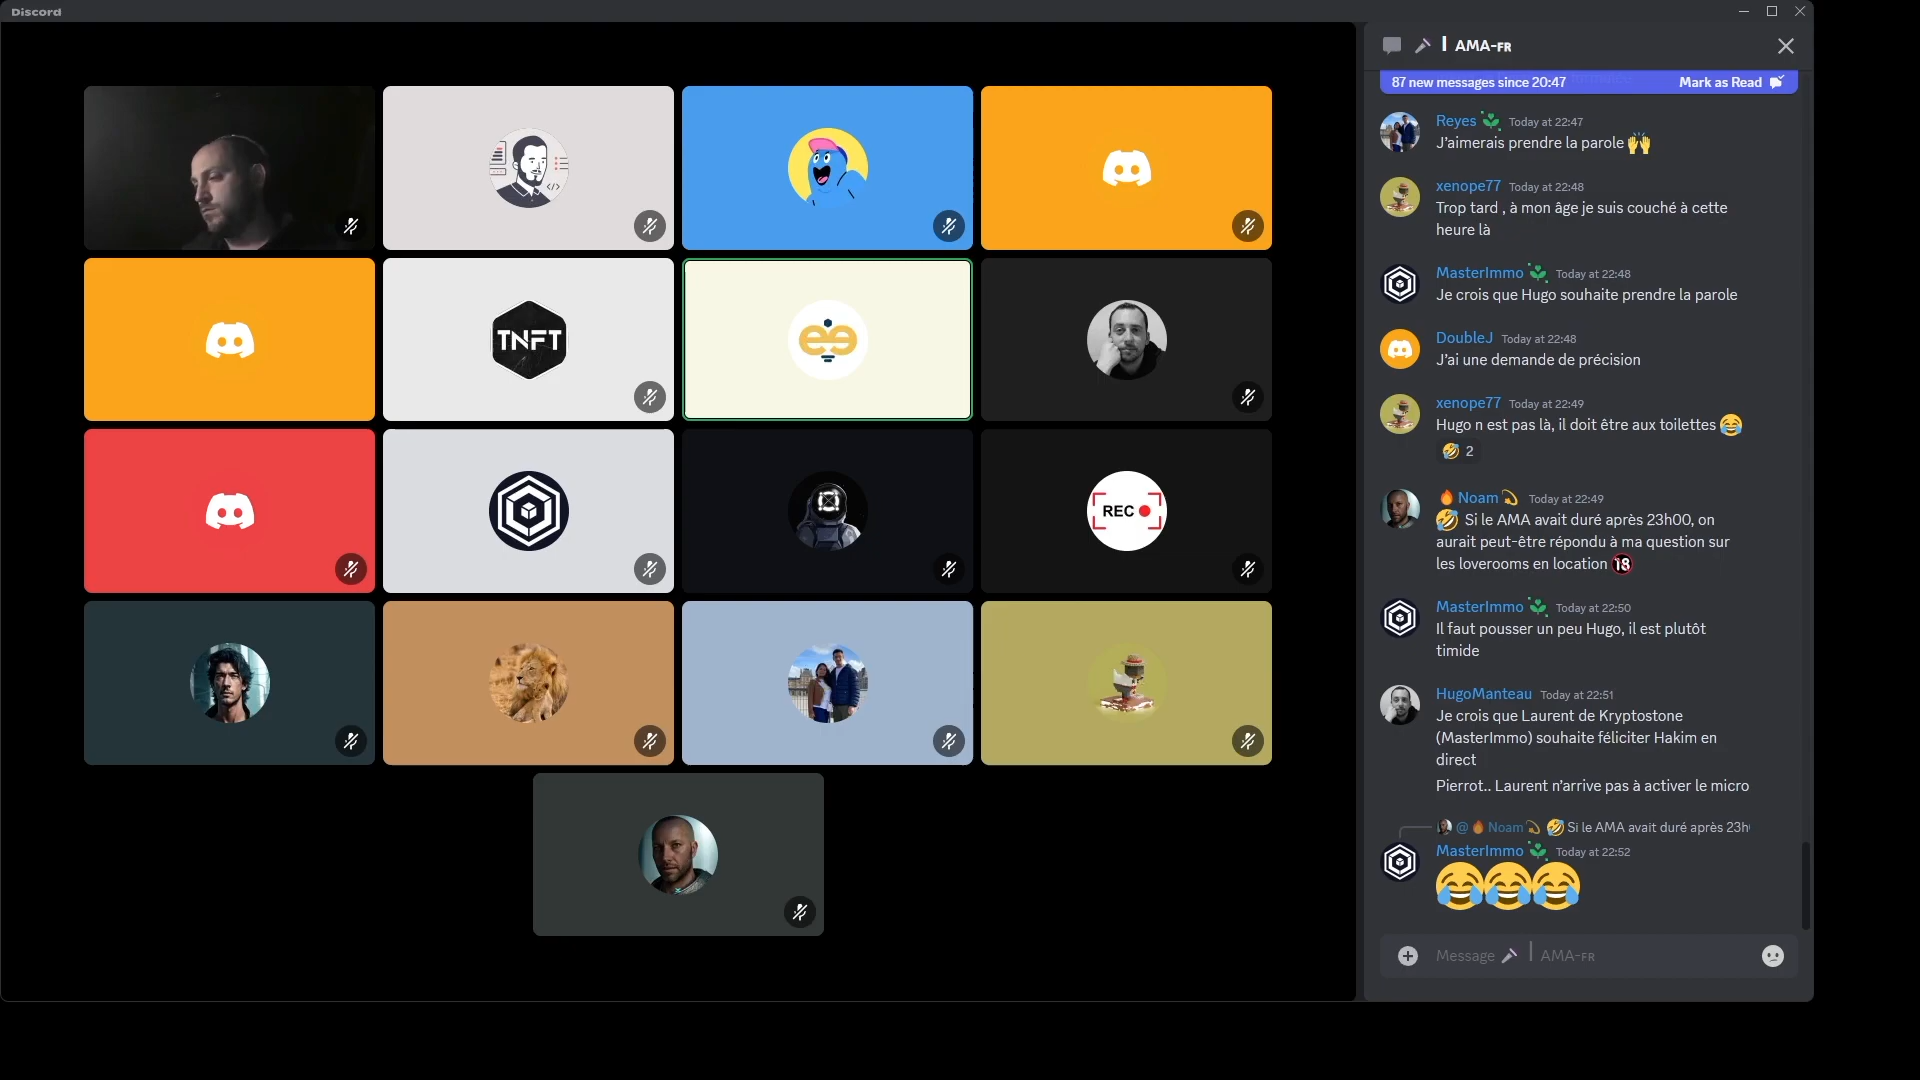 Discord
TNFT
REC
AMA-FR
87 new messages since 20:47 Mark as Read
Reyes Today at 22:47
J'aimerais prendre la parole 🙌
xenope77 Today at 22:48
Trop tard , à mon âge je suis couché à cette
heure là
MasterImmo Today at 22:48
Je crois que Hugo souhaite prendre la parole
DoubleJ Today at 22:48
J'ai une demande de précision
xenope77 Today at 22:49
Hugo n est pas là, il doit être aux toilettes 😂
🤣 2
🔥 Noam 💫 Today at 22:49
🤣 Si le AMA avait duré après 23h00, on
aurait peut-être répondu à ma question sur
les loverooms en location 🔞
MasterImmo Today at 22:50
Il faut pousser un peu Hugo, il est plutôt
timide
HugoManteau Today at 22:51
Je crois que Laurent de Kryptostone
(MasterImmo) souhaite féliciter Hakim en
direct
Pierrot.. Laurent n'arrive pas à activer le micro
@ 🔥 Noam 💫 🤣 Si le AMA avait duré après 23h
MasterImmo Today at 22:52
😂😂😂
Message 🎤 | AMA-FR